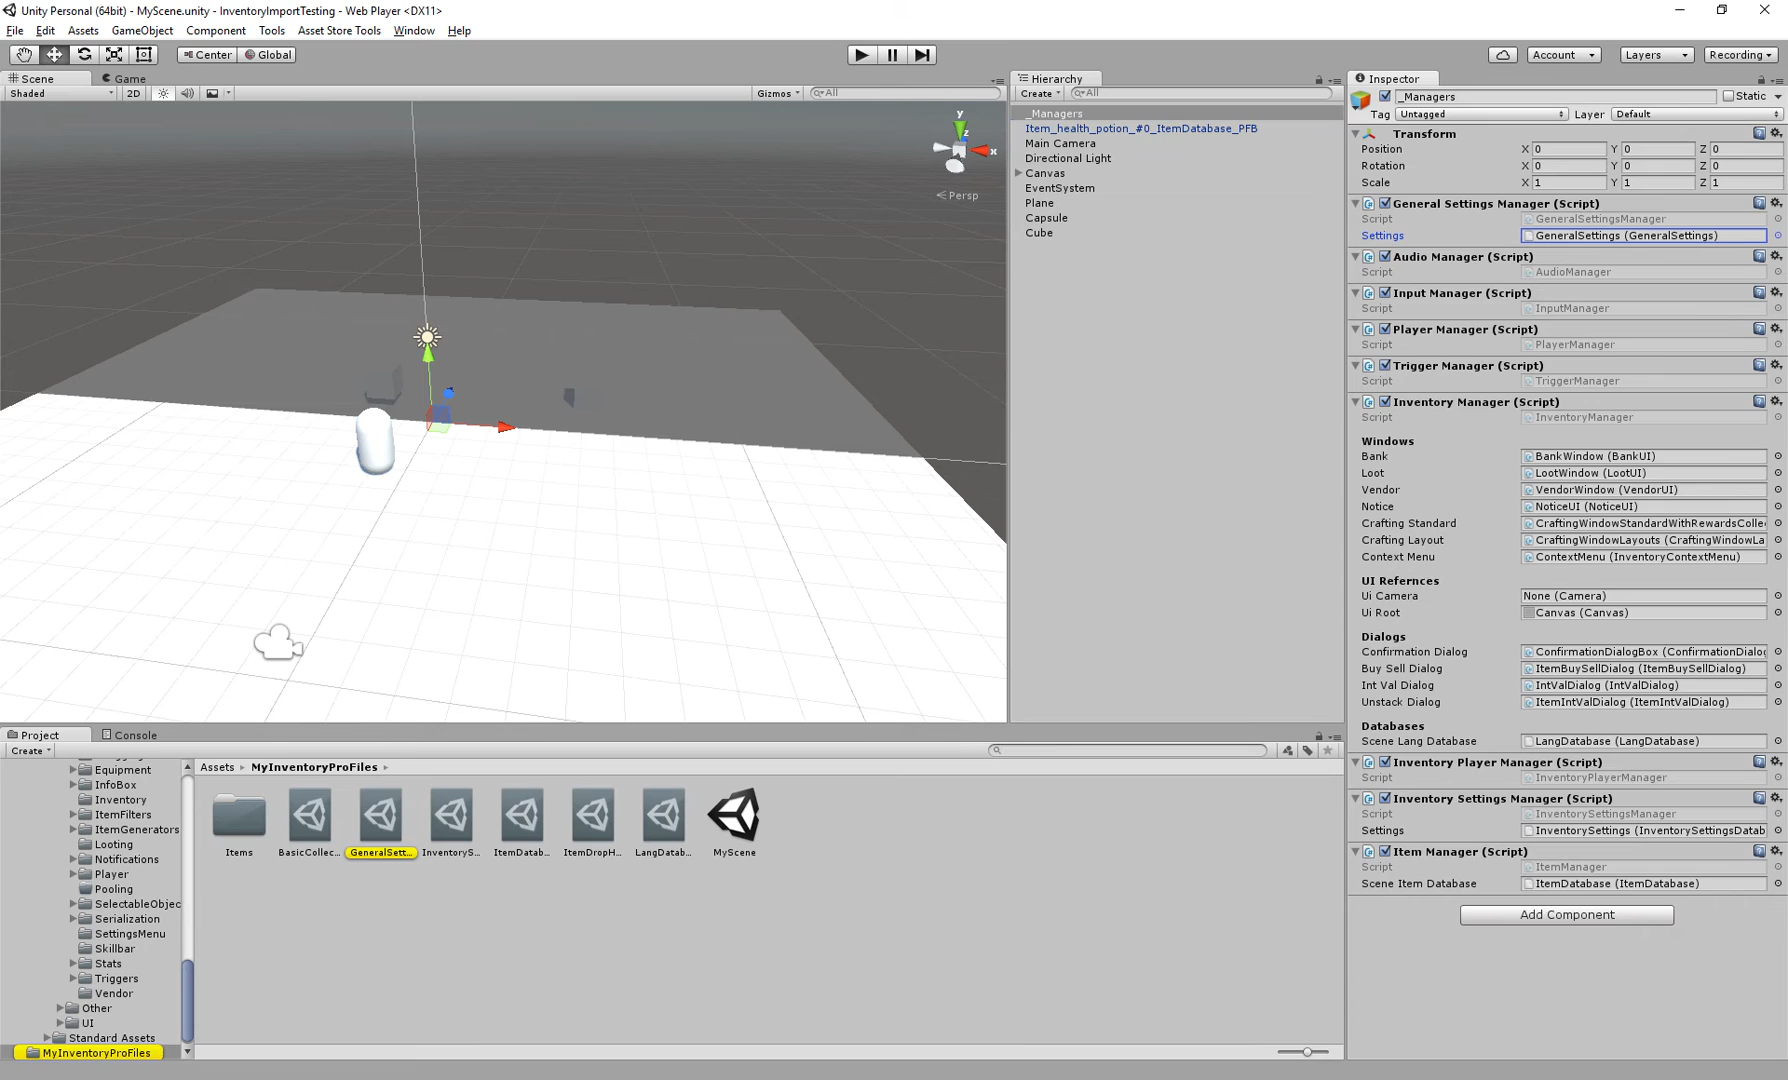 Unity Personal (64bit) - MyScene.unity - InventoryImportTesting - Web Player <DX11>
File Edit Assets GameObject Component Tools Asset Store Tools Window Help
Center Global Account Layers Recording
Scene Game
Shaded 2D Gizmos All
y
z
x
Persp
Hierarchy
Create All
_Managers
Item_health_potion_#0_ItemDatabase_PFB
Main Camera
Directional Light
Canvas
EventSystem
Plane
Capsule
Cube
Inspector
_Managers Static
Tag Untagged Layer Default
Transform
Position X 0 Y 0 Z 0
Rotation X 0 Y 0 Z 0
Scale X 1 Y 1 Z 1
General Settings Manager (Script)
Script GeneralSettingsManager
Settings GeneralSettings (GeneralSettings)
Audio Manager (Script)
Script AudioManager
Input Manager (Script)
Script InputManager
Player Manager (Script)
Script PlayerManager
Trigger Manager (Script)
Script TriggerManager
Inventory Manager (Script)
Script InventoryManager
Windows
Bank BankWindow (BankUI)
Loot LootWindow (LootUI)
Vendor VendorWindow (VendorUI)
Notice NoticeUI (NoticeUI)
Crafting Standard CraftingWindowStandardWithRewardsColle
Crafting Layout CraftingWindowLayouts (CraftingWindowLa
Context Menu ContextMenu (InventoryContextMenu)
UI Refernces
Ui Camera None (Camera)
Ui Root Canvas (Canvas)
Dialogs
Confirmation Dialog ConfirmationDialogBox (ConfirmationDialog
Buy Sell Dialog ItemBuySellDialog (ItemBuySellDialog)
Int Val Dialog IntValDialog (IntValDialog)
Unstack Dialog ItemIntValDialog (ItemIntValDialog)
Databases
Scene Lang Database LangDatabase (LangDatabase)
Inventory Player Manager (Script)
Script InventoryPlayerManager
Inventory Settings Manager (Script)
Script InventorySettingsManager
Settings InventorySettings (InventorySettingsDatab
Item Manager (Script)
Script ItemManager
Scene Item Database ItemDatabase (ItemDatabase)
Add Component
Project Console
Create
Equipment
InfoBox
Inventory
ItemFilters
ItemGenerators
Looting
Notifications
Player
Pooling
SelectableObjec
Serialization
SettingsMenu
Skillbar
Stats
Triggers
Vendor
Other
UI
Standard Assets
MyInventoryProFiles
Assets MyInventoryProFiles
Items BasicCollec... GeneralSett... InventoryS... ItemDatab... ItemDropH... LangDatab... MyScene